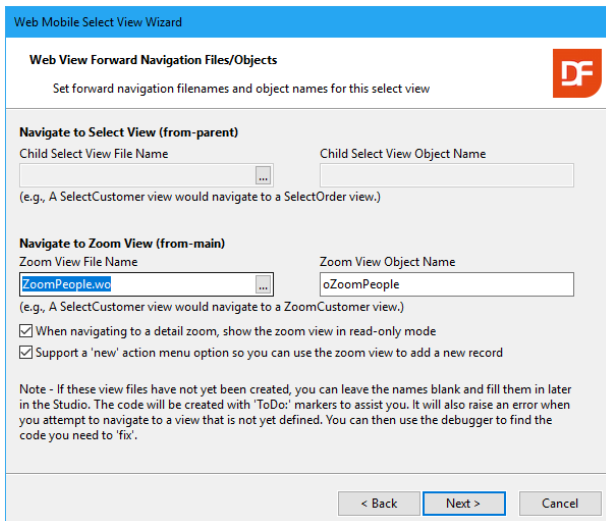 Web Mobile Select View Wizard
Web View Forward Navigation Files/Objects
Set forward navigation filenames and object names for this select view
DF
Navigate to Select View (from-parent)
Child Select View File Name Child Select View Object Name
...
(e.g., A SelectCustomer view would navigate to a SelectOrder view.)
Navigate to Zoom View (from-main)
Zoom View File Name Zoom View Object Name
ZoomPeople.wo ... oZoomPeople
(e.g., A SelectCustomer view would navigate to a ZoomCustomer view.)
When navigating to a detail zoom, show the zoom view in read-only mode
Support a 'new' action menu option so you can use the zoom view to add a new record
Note - If these view files have not yet been created, you can leave the names blank and fill them in later
in the Studio. The code will be created with 'ToDo:' markers to assist you. It will also raise an error when
you attempt to navigate to a view that is not yet defined. You can then use the debugger to find the
code you need to 'fix'.
< Back Next > Cancel